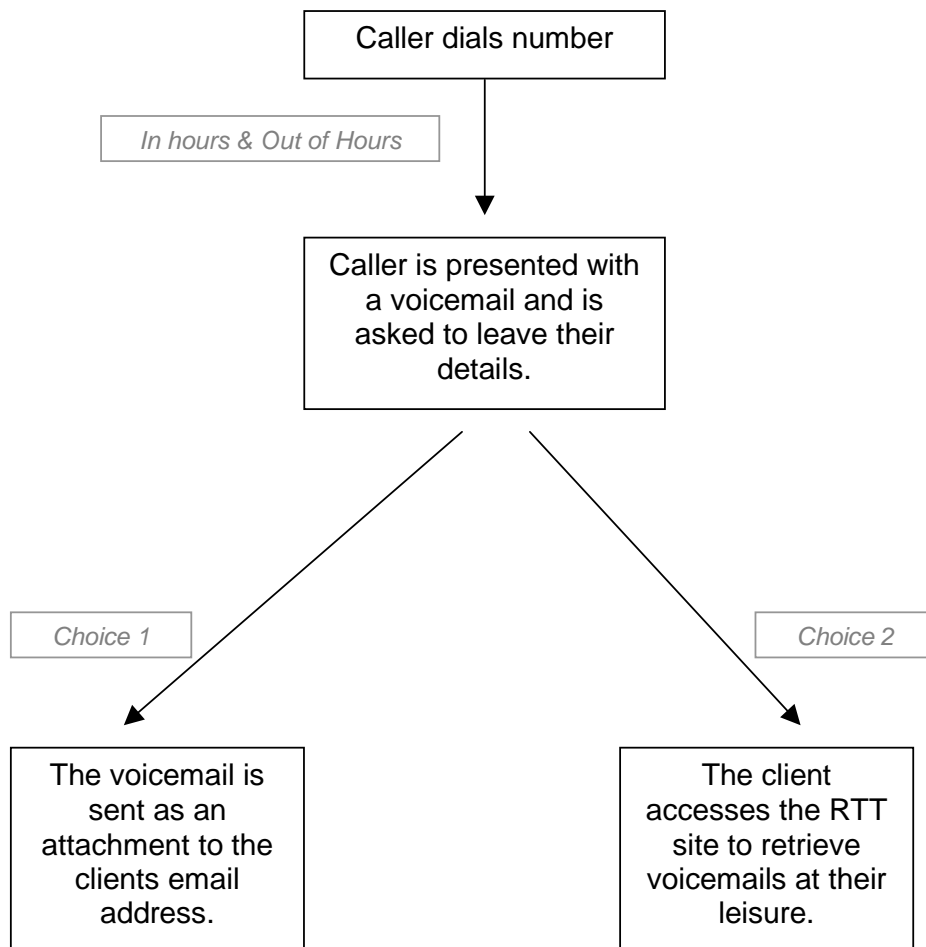 Caller dials number
In hours & Out of Hours
Caller is presented with
a voicemail and is
asked to leave their
details.
Choice 1
Choice 2
The voicemail is
sent as an
attachment to the
clients email
address.
The client
accesses the RTT
site to retrieve
voicemails at their
leisure.